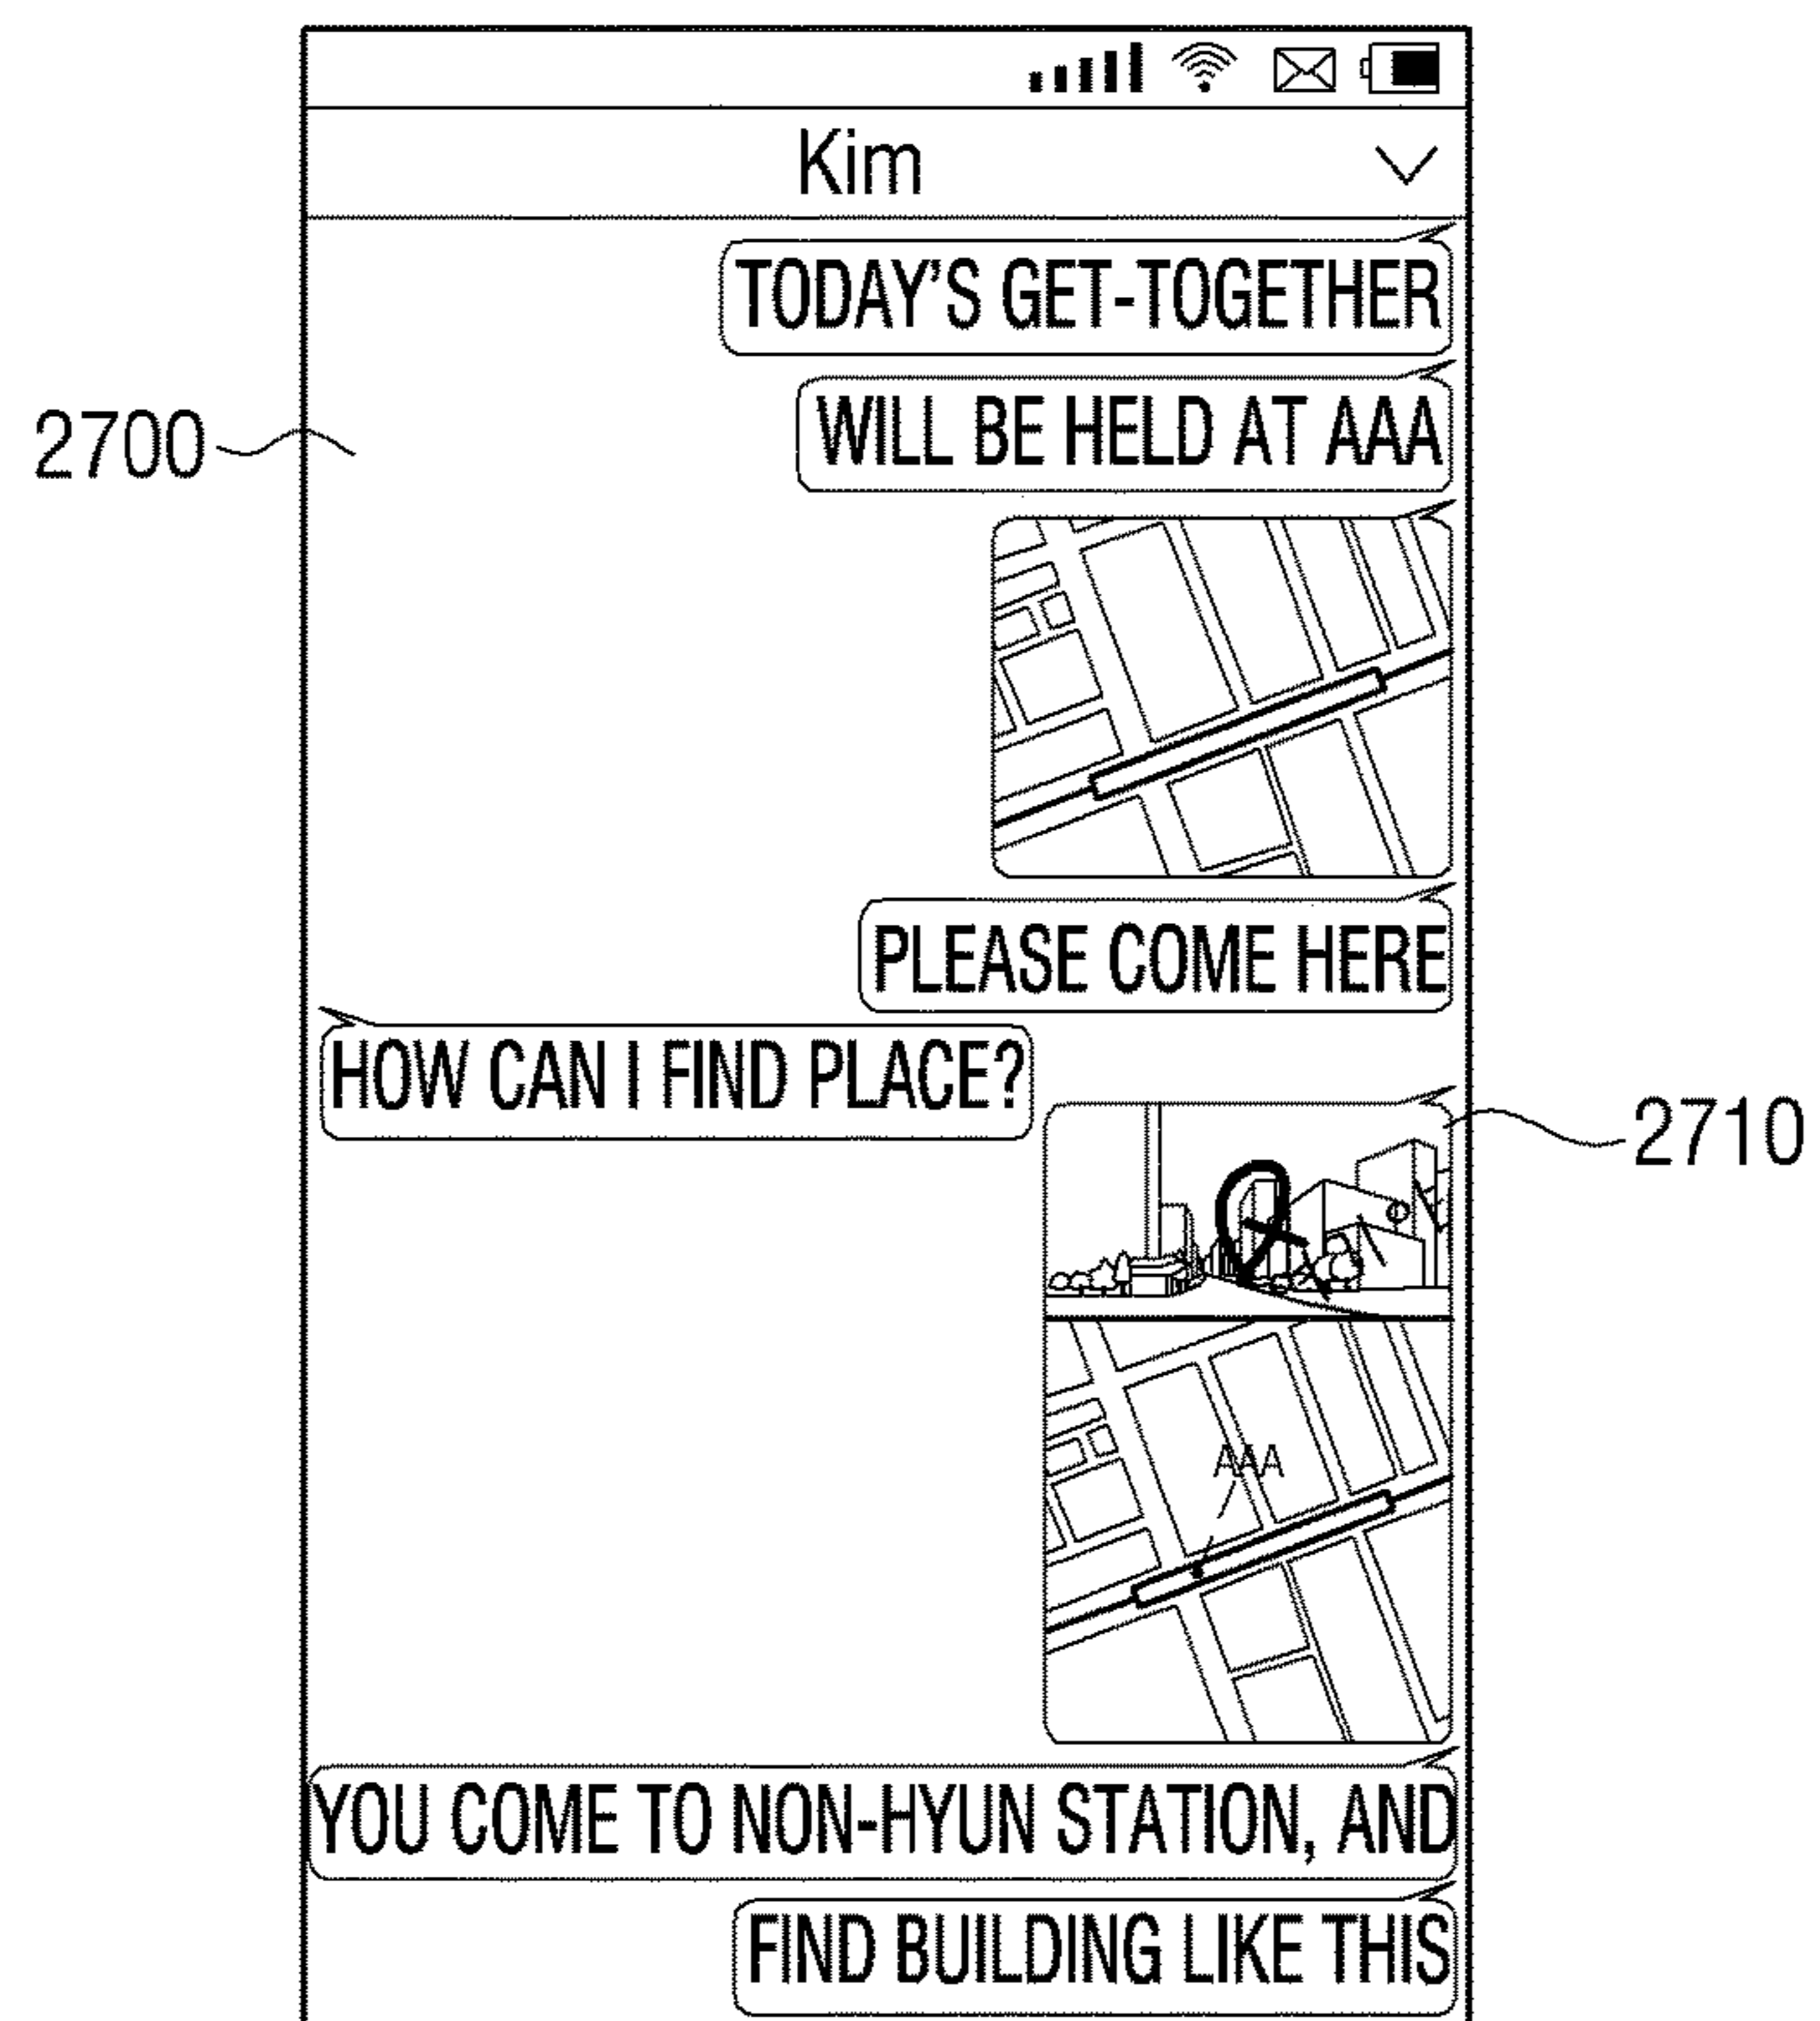 Kim
TODAY'S GET-TOGETHER
WILL BE HELD AT AAA
2700
PLEASE COME HERE
HOW CAN I FIND PLACE?
2710
AAA
YOU COME TO NON-HYUN STATION, AND
FIND BUILDING LIKE THIS